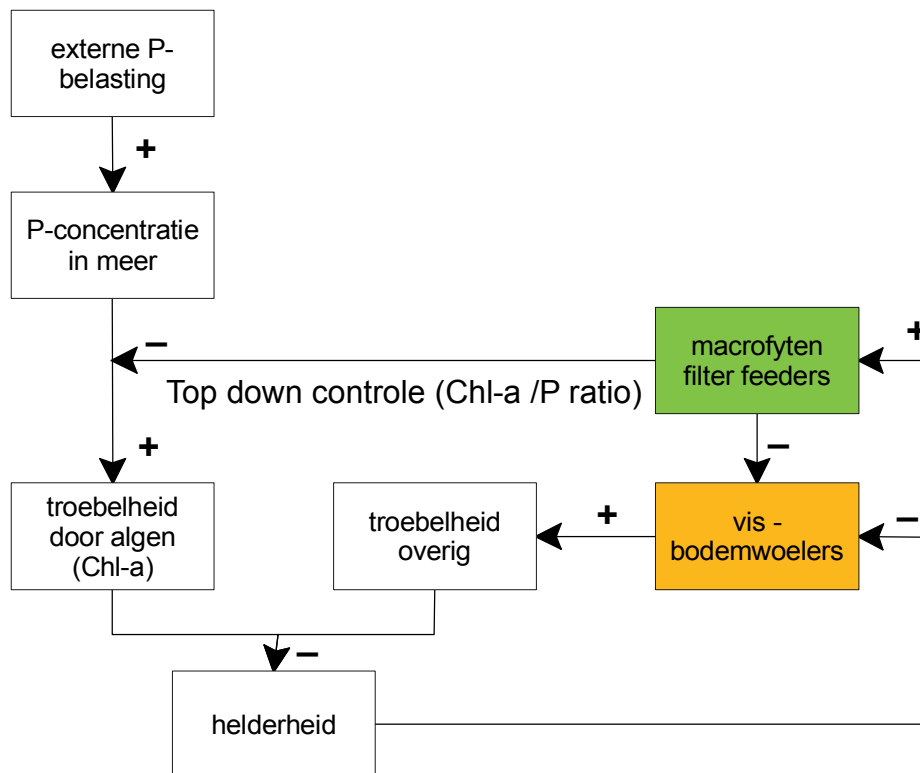 externe P-
belasting
+
P-concentratie
in meer
–
macrofyten
filter feeders
+
Top down controle (Chl-a /P ratio)
+
–
troebelheid
door algen
(Chl-a)
troebelheid
overig
+
vis -
bodemwoelers
–
–
helderheid